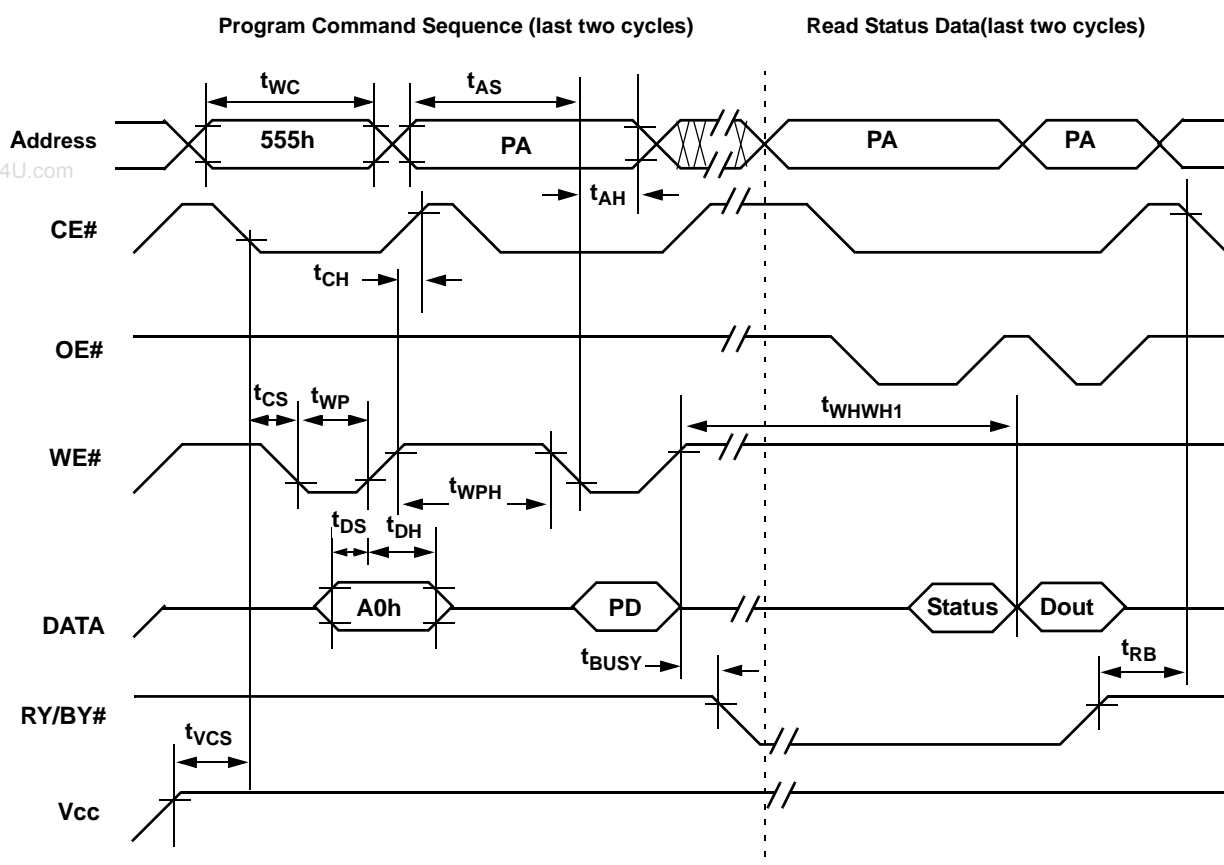 Program Command Sequence (last two cycles) Read Status Data(last two cycles)
tWC tAS
Address 555h PA PA PA
4U.com
tAH
CE#
tCH
OE#
tCS tWP tWHWH1
WE#
tWPH
tDS tDH
DATA A0h PD Status Dout
tBUSY tRB
RY/BY#
tVCS
Vcc